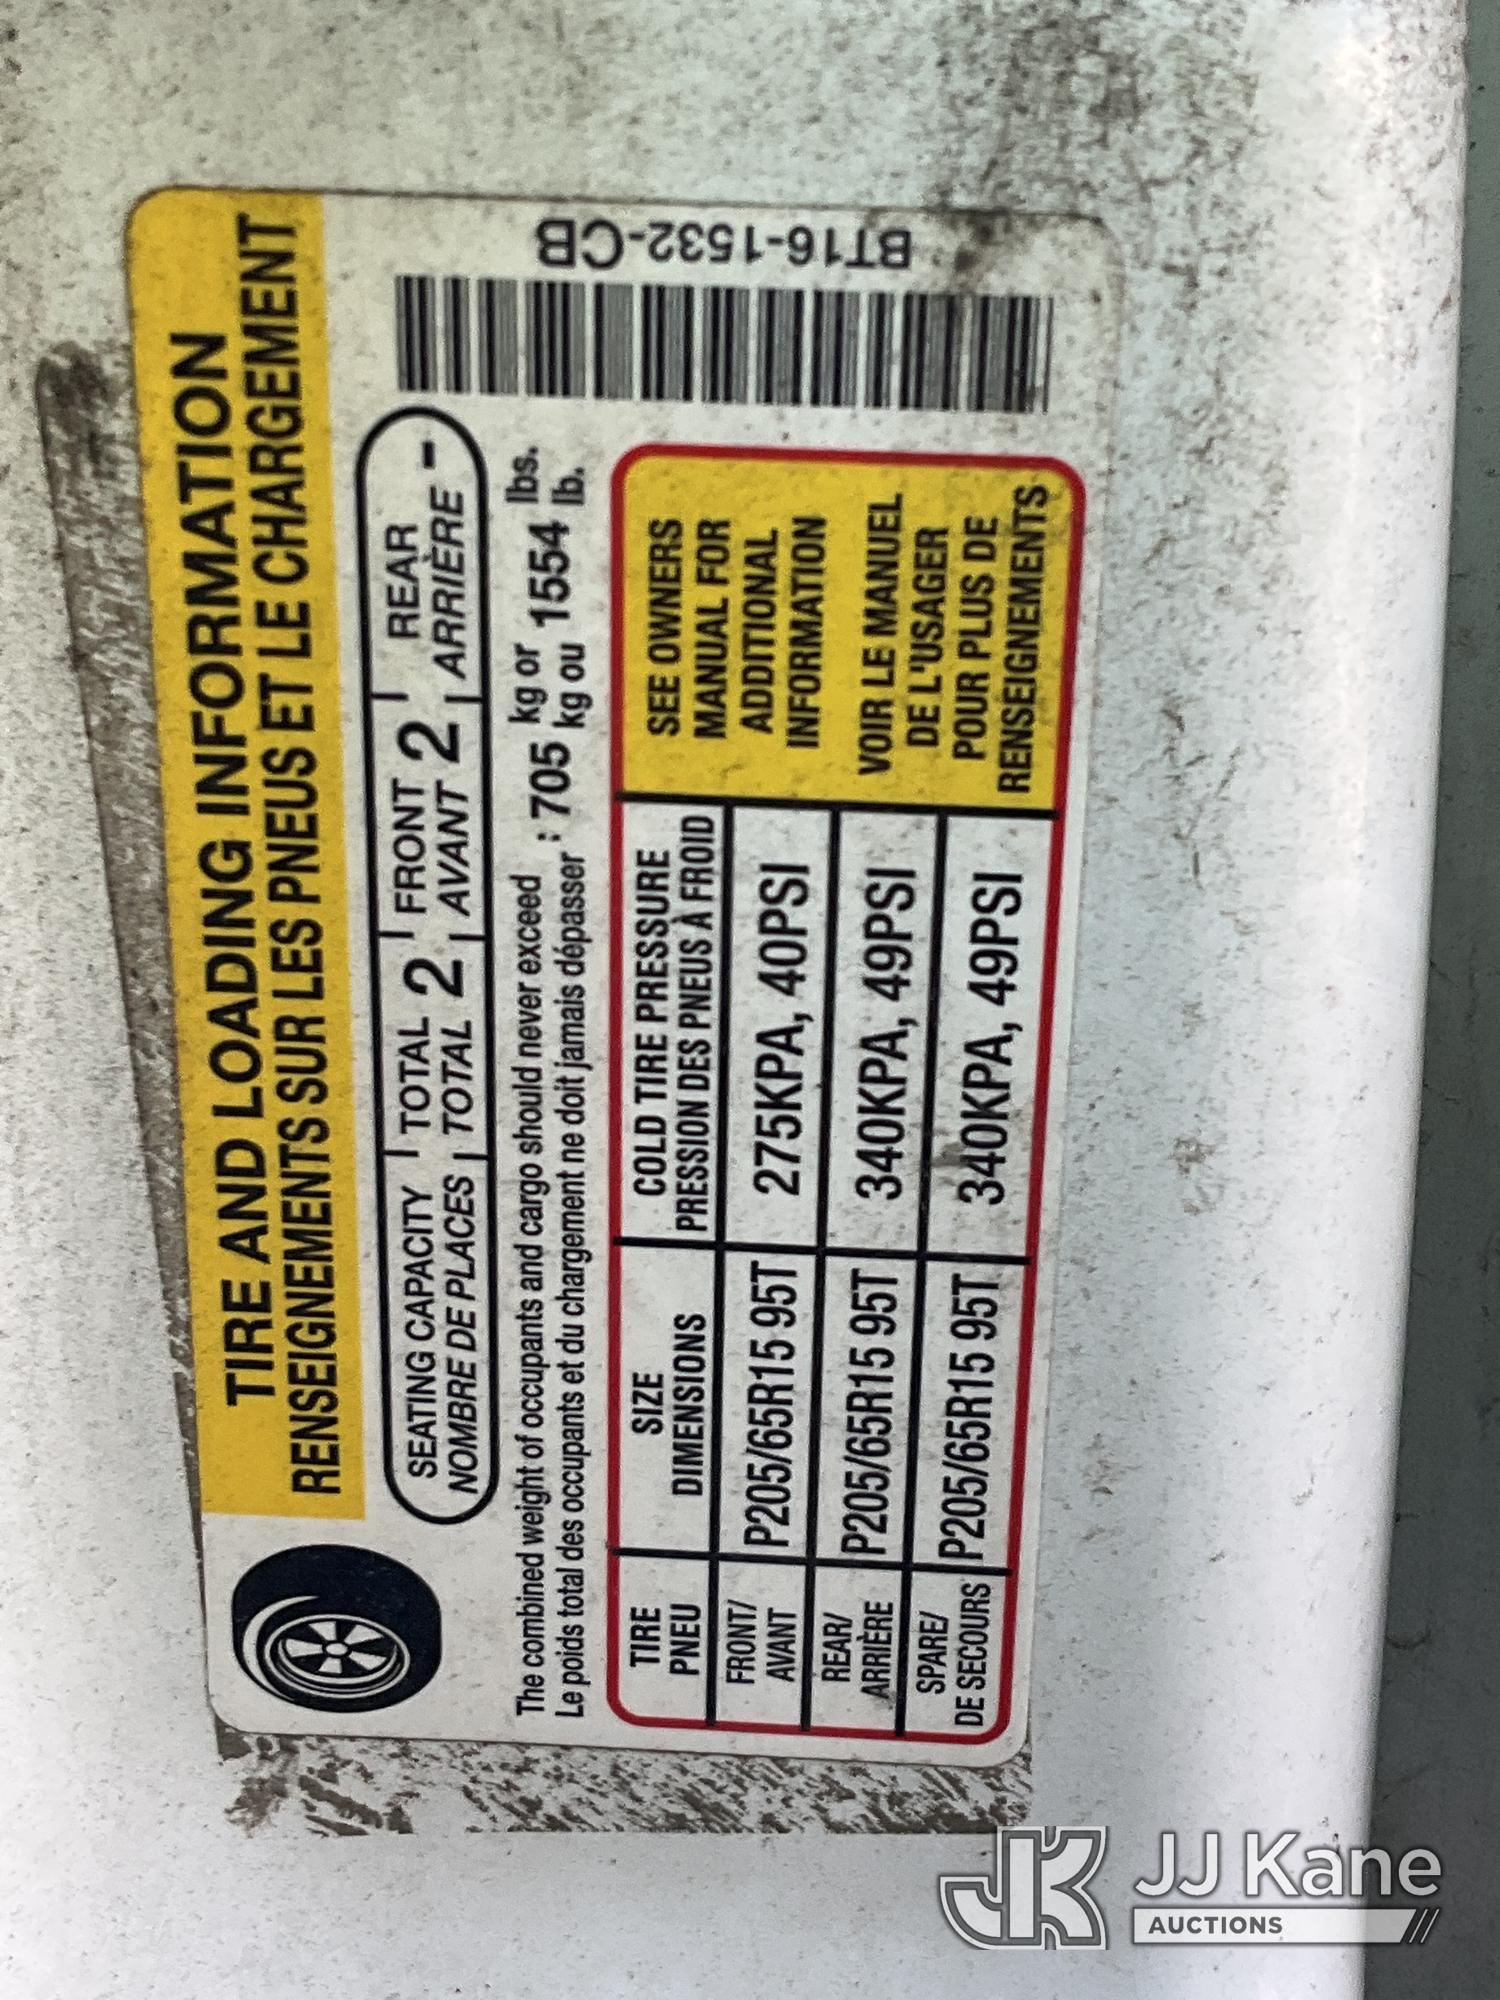 TIRE AND LOADING INFORMATION
RENSEIGNEMENTS SUR LES PNEUS ET LE CHARGEMENT
SEATING CAPACITY | TOTAL 2 | FRONT 2 | REAR -
NOMBRE DE PLACES | TOTAL 2 | AVANT 2 | ARRIÈRE -
The combined weight of occupants and cargo should never exceed : 705 kg or 1554 lbs.
Le poids total des occupants et du chargement ne doit jamais dépasser : 705 kg ou 1554 lb.
TIRE
PNEU
SIZE
DIMENSIONS
COLD TIRE PRESSURE
PRESSION DES PNEUS À FROID
FRONT/
AVANT
P205/65R15 95T
275KPA, 40PSI
REAR/
ARRIÈRE
P205/65R15 95T
340KPA, 49PSI
SPARE/
DE SECOURS
P205/65R15 95T
340KPA, 49PSI
SEE OWNERS
MANUAL FOR
ADDITIONAL
INFORMATION
VOIR LE MANUEL
DE L'USAGER
POUR PLUS DE
RENSEIGNEMENTS
BT16-1532-CB
JK
JJ Kane
AUCTIONS